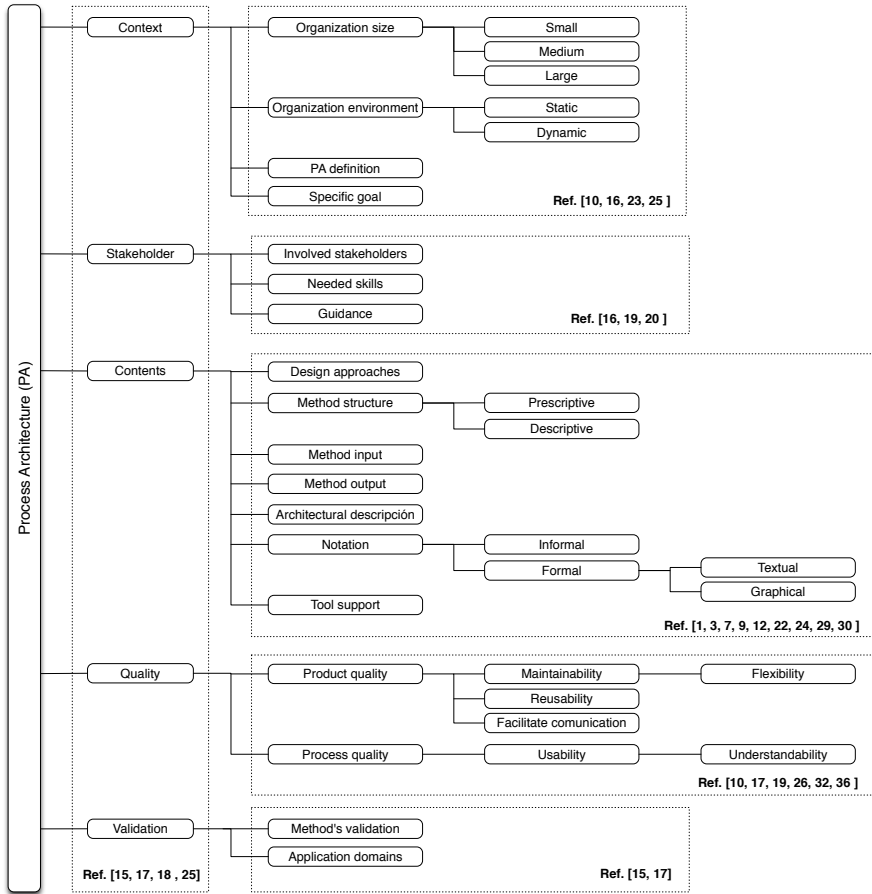 Process Architecture (PA)
Context
Organization size
Small
Medium
Large
Organization environment
Static
Dynamic
PA definition
Specific goal
Ref. [10, 16, 23, 25 ]
Stakeholder
Involved stakeholders
Needed skills
Guidance
Ref. [16, 19, 20 ]
Contents
Design approaches
Method structure
Prescriptive
Descriptive
Method input
Method output
Architectural descripción
Notation
Informal
Formal
Textual
Graphical
Tool support
Ref. [1, 3, 7, 9, 12, 22, 24, 29, 30 ]
Quality
Product quality
Maintainability
Flexibility
Reusability
Facilitate comunication
Process quality
Usability
Understandability
Ref. [10, 17, 19, 26, 32, 36 ]
Validation
Method's validation
Application domains
Ref. [15, 17, 18 , 25]
Ref. [15, 17]